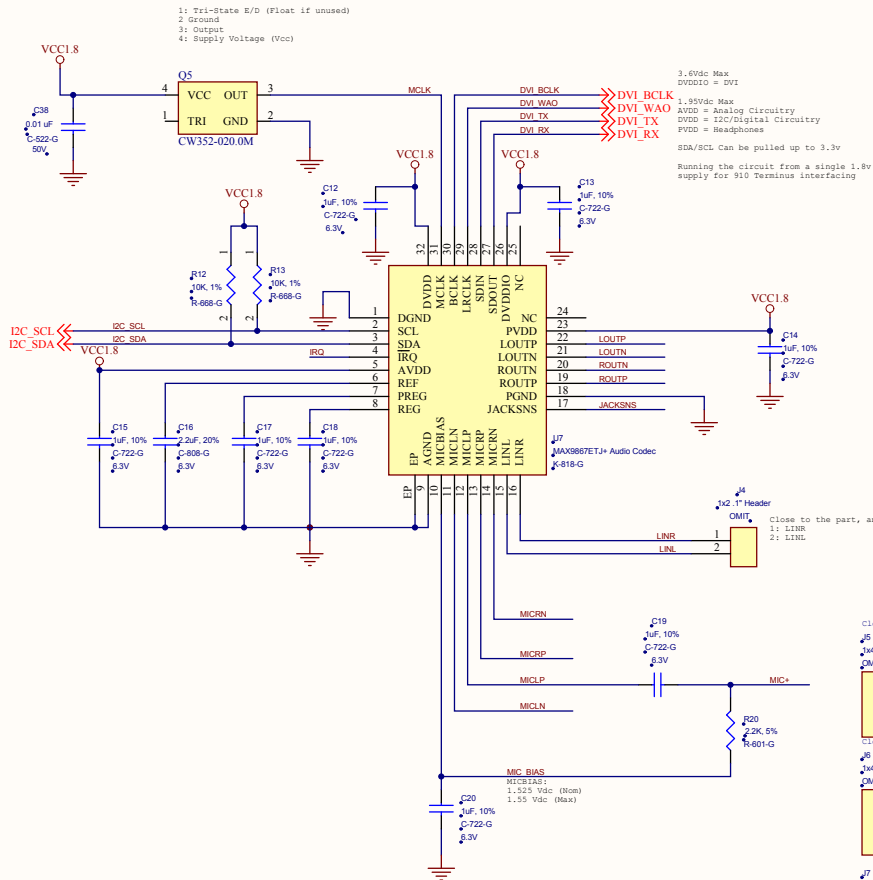 1: Tri-State E/D (Float if unused)
2 Ground
3: Output
4: Supply Voltage (Vcc)
VCC1.8
Q5
4 VCC OUT 3
1 TRI GND 2
CW352-020.0M
C38
0.01 uF
C-522-G
50V
MCLK
DVI_BCLK
DVI_WAO
DVI_TX
DVI_RX
DVI_BCLK
DVI_WAO
DVI_TX
DVI_RX
3.6Vdc Max
DVDDIO = DVI
1.95Vdc Max
AVDD = Analog Circuitry
DVDD = I2C/Digital Circuitry
PVDD = Headphones
SDA/SCL Can be pulled up to 3.3v
Running the circuit from a single 1.8v
supply for 910 Terminus interfacing
VCC1.8
VCC1.8
C12
1uF, 10%
C-722-G
6.3V
C13
1uF, 10%
C-722-G
6.3V
VCC1.8
R12
10K, 1%
R-668-G
R13
10K, 1%
R-668-G
1
2
1
2
32 31 30 29 28 27 26 25
DVDD MCLK BCLK LRCLK SDIN SDOUT DVDDIO NC
I2C_SCL
I2C_SDA
I2C_SCL
I2C_SDA
IRQ
VCC1.8
1 DGND
2 SCL
3 SDA
4 IRQ
5 AVDD
6 REF
7 PREG
8 REG
NC 24
PVDD 23
LOUTP 22 LOUTP
LOUTN 21 LOUTN
ROUTN 20 ROUTN
ROUTP 19 ROUTP
PGND 18
JACKSNS 17 JACKSNS
VCC1.8
C14
1uF, 10%
C-722-G
6.3V
EP AGND MICBIAS MICLN MICLP MICRP MICRN LINL LINR
EP 9 10 11 12 13 14 15 16
U7
MAX9867ETJ+ Audio Codec
K-818-G
C15
1uF, 10%
C-722-G
6.3V
C16
2.2uF, 20%
C-808-G
6.3V
C17
1uF, 10%
C-722-G
6.3V
C18
1uF, 10%
C-722-G
6.3V
J4
1x2 .1" Header
OMIT
LINR 1
LINL 2
Close to the part, an
1: LINR
2: LINL
MICRN
MICRP
MICLP
MICLN
C19
1uF, 10%
C-722-G
6.3V
MIC+
R20
2.2K, 5%
R-601-G
MIC_BIAS
MICBIAS:
1.525 Vdc (Nom)
1.55 Vdc (Max)
C20
1uF, 10%
C-722-G
6.3V
J5
1x4
J6
1x4
J7